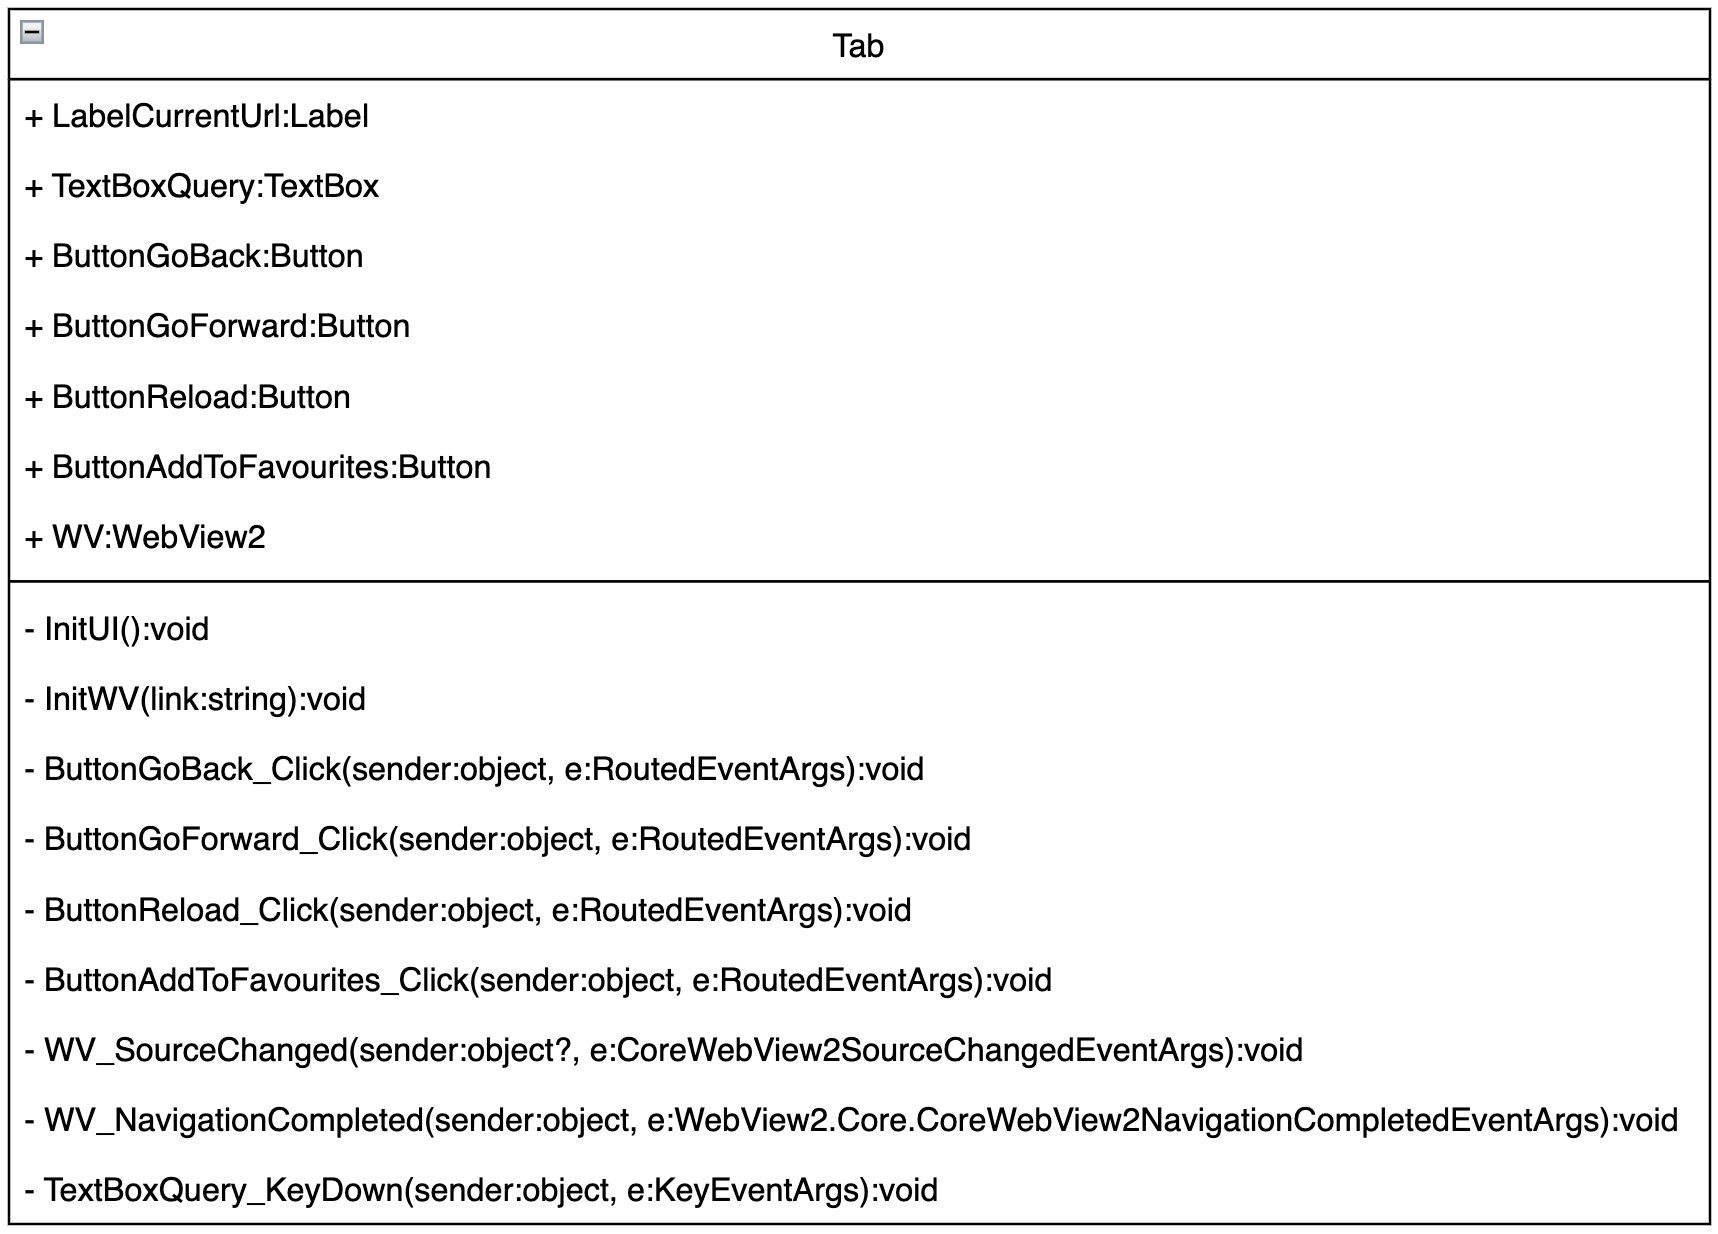 Tab
+ LabelCurrentUrl:Label
+ TextBoxQuery:TextBox
+ ButtonGoBack:Button
+ ButtonGoForward:Button
+ ButtonReload:Button
+ ButtonAddToFavourites:Button
+ WV:WebView2
- InitUI():void
- InitWV(link:string):void
- ButtonGoBack_Click(sender:object, e:RoutedEventArgs):void
- ButtonGoForward_Click(sender:object, e:RoutedEventArgs):void
- ButtonReload_Click(sender:object, e:RoutedEventArgs):void
- ButtonAddToFavourites_Click(sender:object, e:RoutedEventArgs):void
- WV_SourceChanged(sender:object?, e:CoreWebView2SourceChangedEventArgs):void
- WV_NavigationCompleted(sender:object, e:WebView2.Core.CoreWebView2NavigationCompletedEventArgs):void
- TextBoxQuery_KeyDown(sender:object, e:KeyEventArgs):void